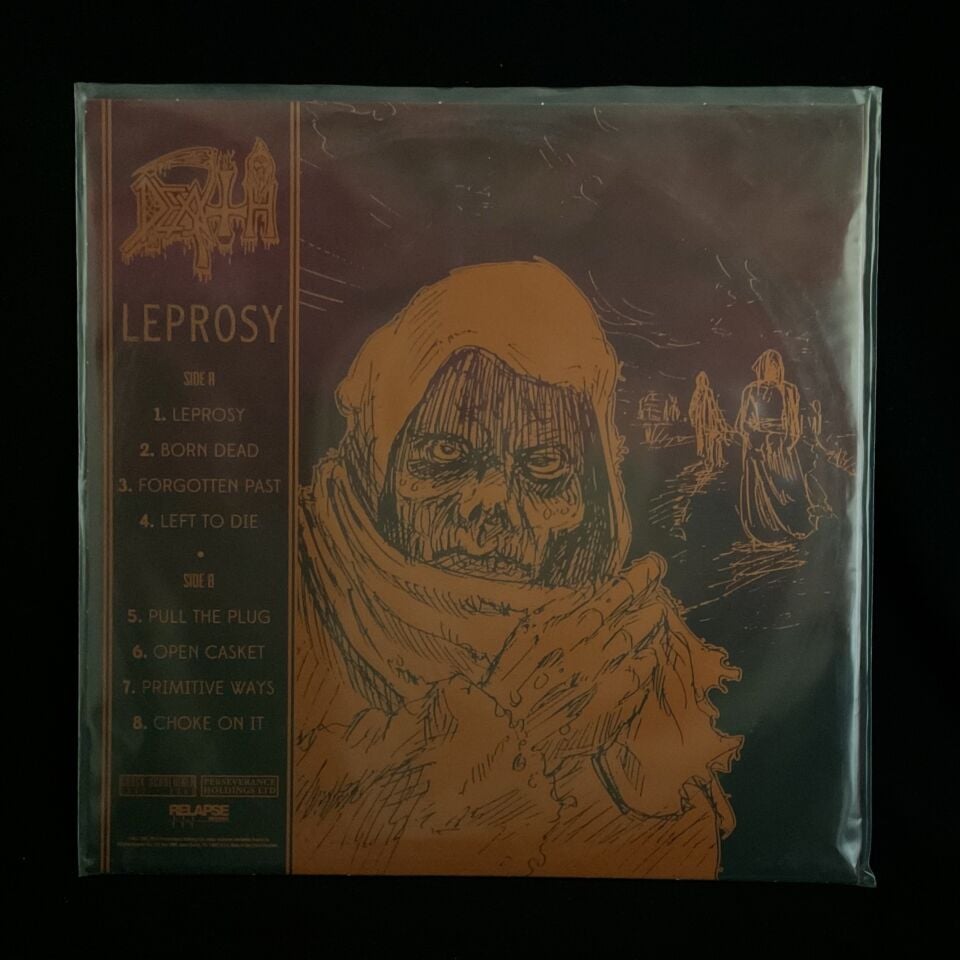 DEATH
LEPROSY
SIDE A
1. LEPROSY
2. BORN DEAD
3. FORGOTTEN PAST
4. LEFT TO DIE
•
SIDE B
5. PULL THE PLUG
6. OPEN CASKET
7. PRIMITIVE WAYS
8. CHOKE ON IT
PERSEVERANCE
HOLDINGS LTD
RELAPSE